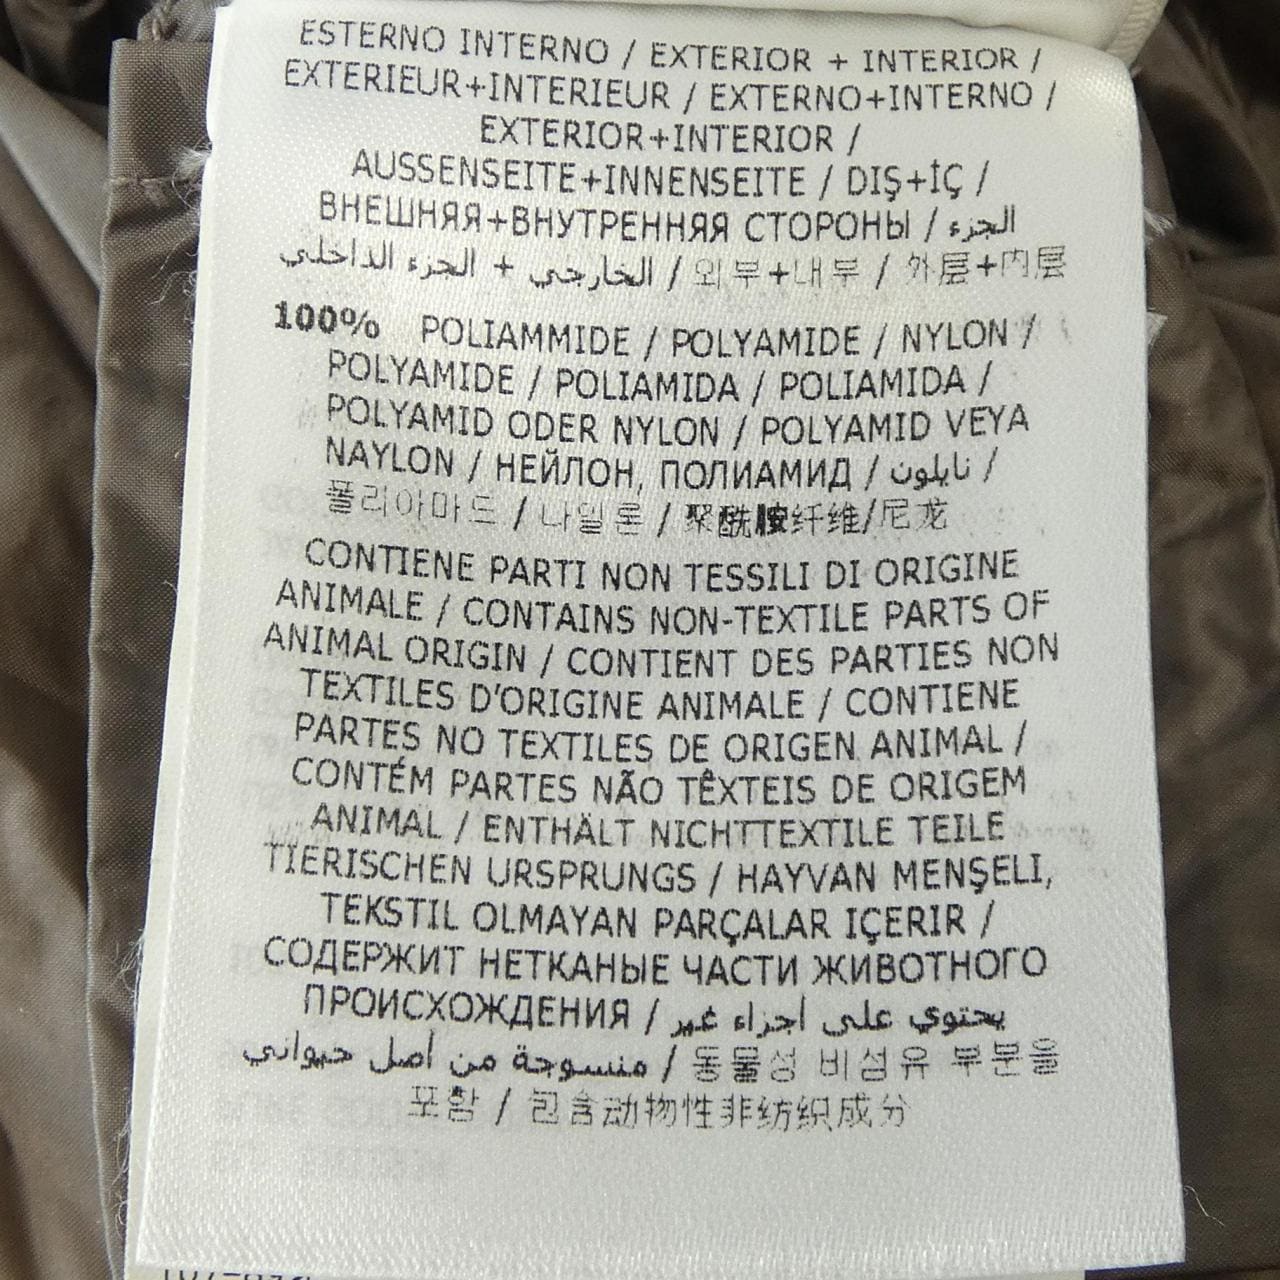 ESTERNO INTERNO / EXTERIOR + INTERIOR /
EXTERIEUR+INTERIEUR / EXTERNO+INTERNO /
EXTERIOR+INTERIOR /
AUSSENSEITE+INNENSEITE / DIŞ+İÇ /
ВНЕШНЯЯ+ВНУТРЕННЯЯ СТОРОНЫ / الجزء
الخارجي + الجزء الداخلي / 외부+내부 / 外层+内层
100% POLIAMMIDE / POLYAMIDE / NYLON /
POLYAMIDE / POLIAMIDA / POLIAMIDA /
POLYAMID ODER NYLON / POLYAMID VEYA
NAYLON / НЕЙЛОН, ПОЛИАМИД / نايلون /
폴리아마드 / 나일론 / 聚酰胺纤维/尼龙
CONTIENE PARTI NON TESSILI DI ORIGINE
ANIMALE / CONTAINS NON-TEXTILE PARTS OF
ANIMAL ORIGIN / CONTIENT DES PARTIES NON
TEXTILES D'ORIGINE ANIMALE / CONTIENE
PARTES NO TEXTILES DE ORIGEN ANIMAL /
CONTÉM PARTES NÃO TÊXTEIS DE ORIGEM
ANIMAL / ENTHÄLT NICHTTEXTILE TEILE
TIERISCHEN URSPRUNGS / HAYVAN MENŞELI,
TEKSTIL OLMAYAN PARÇALAR IÇERIR /
СОДЕРЖИТ НЕТКАНЫЕ ЧАСТИ ЖИВОТНОГО
ПРОИСХОЖДЕНИЯ / يحتوي على أجزاء غير
منسوجة من أصل حيواني / 동물성 비섬유 부분을
포함 / 包含动物性非纺织成分